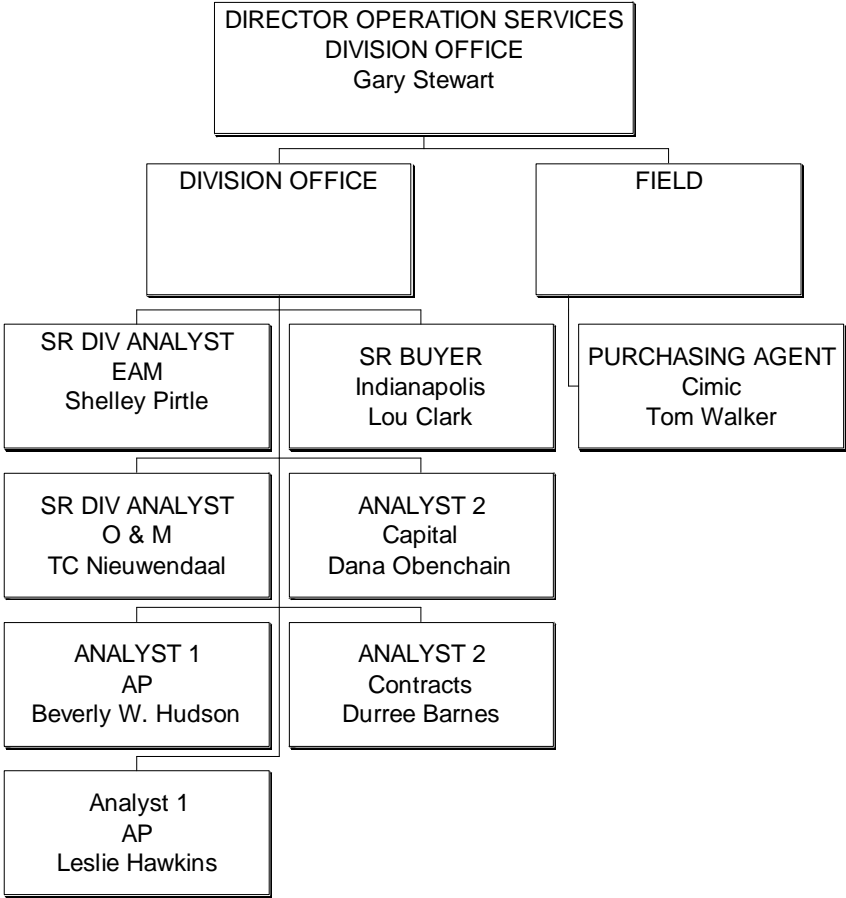 DIRECTOR OPERATION SERVICES
DIVISION OFFICE
Gary Stewart
DIVISION OFFICE
FIELD
SR DIV ANALYST
EAM
Shelley Pirtle
SR BUYER
Indianapolis
Lou Clark
PURCHASING AGENT
Cimic
Tom Walker
SR DIV ANALYST
O & M
TC Nieuwendaal
ANALYST 2
Capital
Dana Obenchain
ANALYST 1
AP
Beverly W. Hudson
ANALYST 2
Contracts
Durree Barnes
Analyst 1
AP
Leslie Hawkins